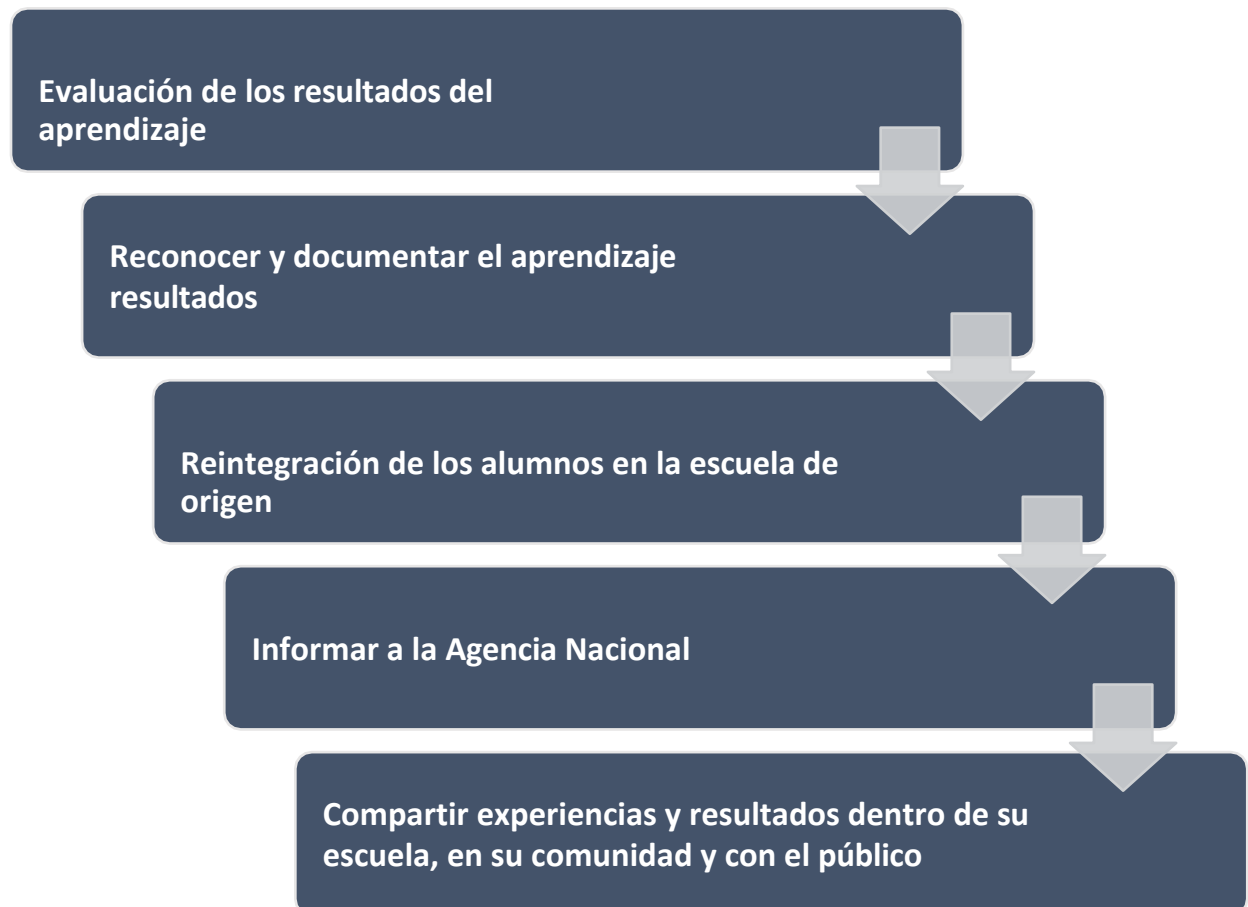 Evaluación de los resultados del
aprendizaje
Reconocer y documentar el aprendizaje
resultados
Reintegración de los alumnos en la escuela de
origen
Informar a la Agencia Nacional
Compartir experiencias y resultados dentro de su
escuela, en su comunidad y con el público